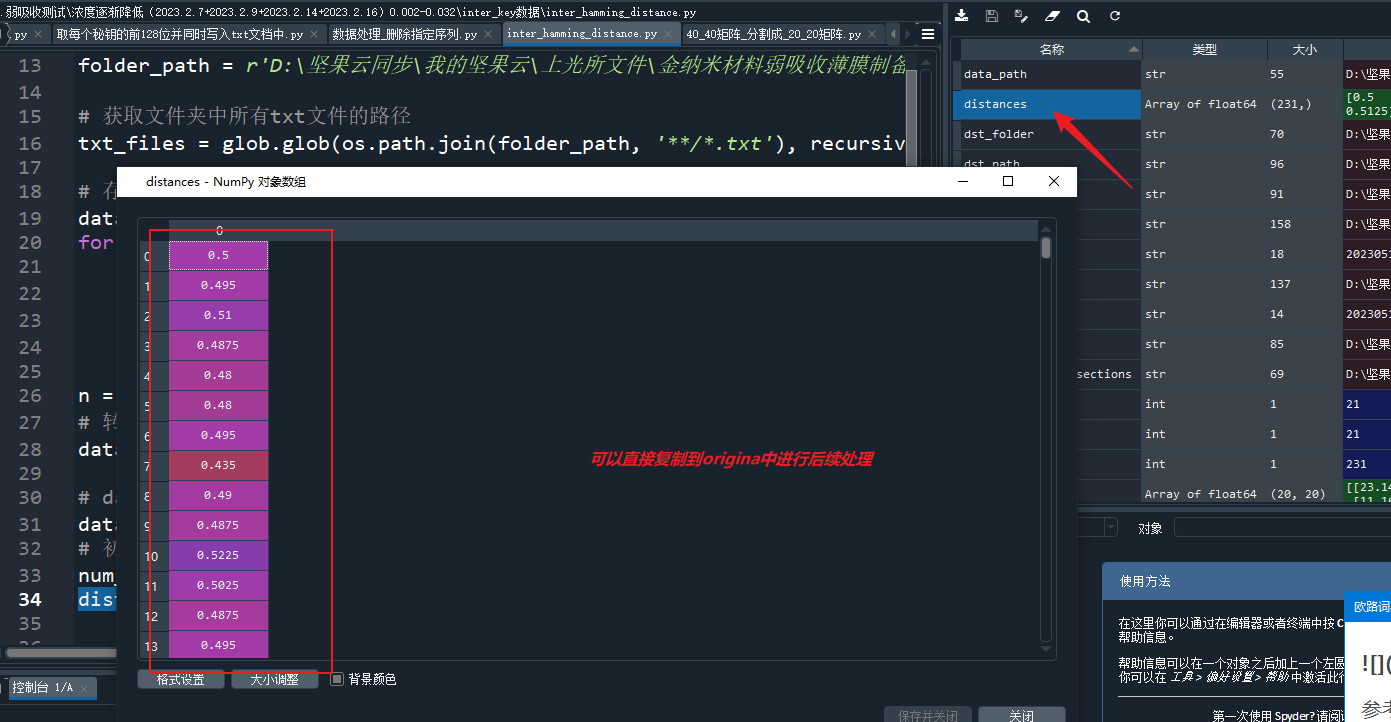 .弱吸收测试\浓度逐渐降低（2023.2.7+2023.2.9+2023.2.14+2023.2.16）0.002-0.032\inter_key数据\inter_hamming_distance.py
.py × 取每个秘钥的前128位并同时写入txt文档中.py × 数据处理_删除指定序列.py × inter_hamming_distance.py × 40_40矩阵_分割成_20_20矩阵.py ×
13 folder_path = r'D:\坚果云同步\我的坚果云\上光所文件\金纳米材料弱吸收薄膜制备
14
15 # 获取文件夹中所有txt文件的路径
16 txt_files = glob.glob(os.path.join(folder_path, '**/*.txt'), recursiv
17
18 # 存
19 data
20 for
21
22
23
24
25
26 n =
27 # 转
28 data
29
30 # da
31 data
32 # 初
33 num_
34 dist
35
控制台 1/A ×
distances - NumPy 对象数组
0
0 0.5
1 0.495
2 0.51
3 0.4875
4 0.48
5 0.48
6 0.495
7 0.435
8 0.49
9 0.4875
10 0.5225
11 0.5025
12 0.4875
13 0.495
可以直接复制到origina中进行后续处理
格式设置 大小调整 背景颜色
保存并关闭 关闭
名称 类型 大小
data_path str 55 D:\坚果
distances Array of float64 (231,) [0.5
0.5125
dst_folder str 70 D:\坚果
dst_path str 96 D:\坚果
str 91 D:\坚果
str 158 D:\坚果
str 18 2023051
str 137 D:\坚果
str 14 2023051
str 85 D:\坚果
sections str 69 D:\坚果
int 1 21
int 1 21
int 1 231
Array of float64 (20, 20) [[23.14
[11.16
对象
使用方法
欧路词
在这里你可以通过在编辑器或者终端中按 C
帮助信息。
帮助信息可以在一个对象之后加上一个左圆
你可以在 工具 > 偏好设置 > 帮助 中激活此行
第一次使用 Spyder? 请阅
![](
参考